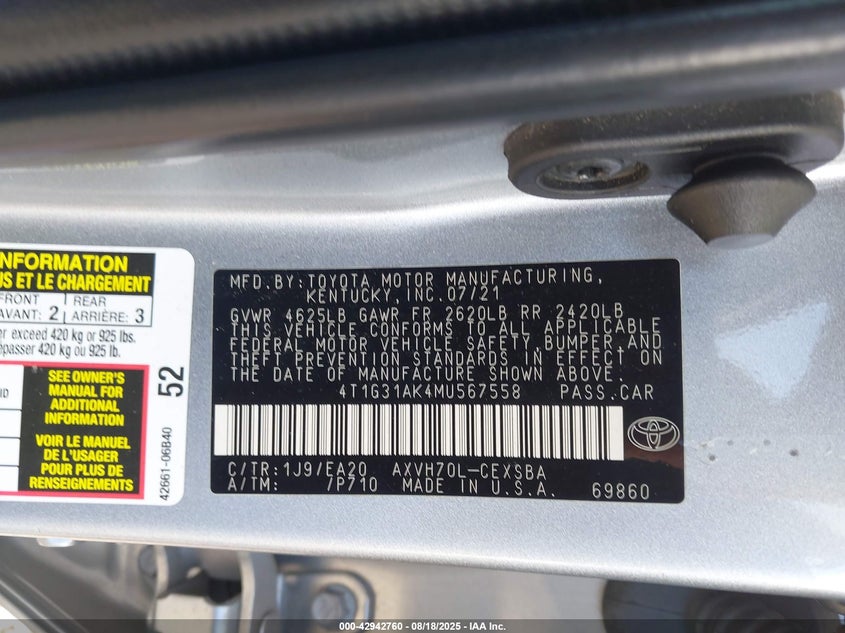 INFORMATION
US ET LE CHARGEMENT
FRONT
AVANT: 2
REAR
ARRIÈRE: 3
exceed 420 kg or 925 lbs.
épasser 420 kg ou 925 lb.
SEE OWNER'S
MANUAL FOR
ADDITIONAL
INFORMATION
VOIR LE MANUEL
DE L'USAGER
POUR PLUS DE
RENSEIGNEMENTS
52
42661-06B40
MFD.BY:TOYOTA MOTOR MANUFACTURING,
KENTUCKY, INC.07/21
GVWR 4625LB GAWR FR 2620LB RR 2420LB
THIS VEHICLE CONFORMS TO ALL APPLICABLE
FEDERAL MOTOR VEHICLE SAFETY BUMPER, AND
THEFT PREVENTION STANDARDS IN EFFECT ON
THE DATE OF MANUFACTURE SHOWN ABOVE.
4T1G31AK4MU567558 PASS.CAR
C/TR:1J9/EA20 AXVH70L-CEXSBA
A/TM: /P710 MADE IN U.S.A. 69860
000-42942760 - 08/18/2025 - IAA Inc.